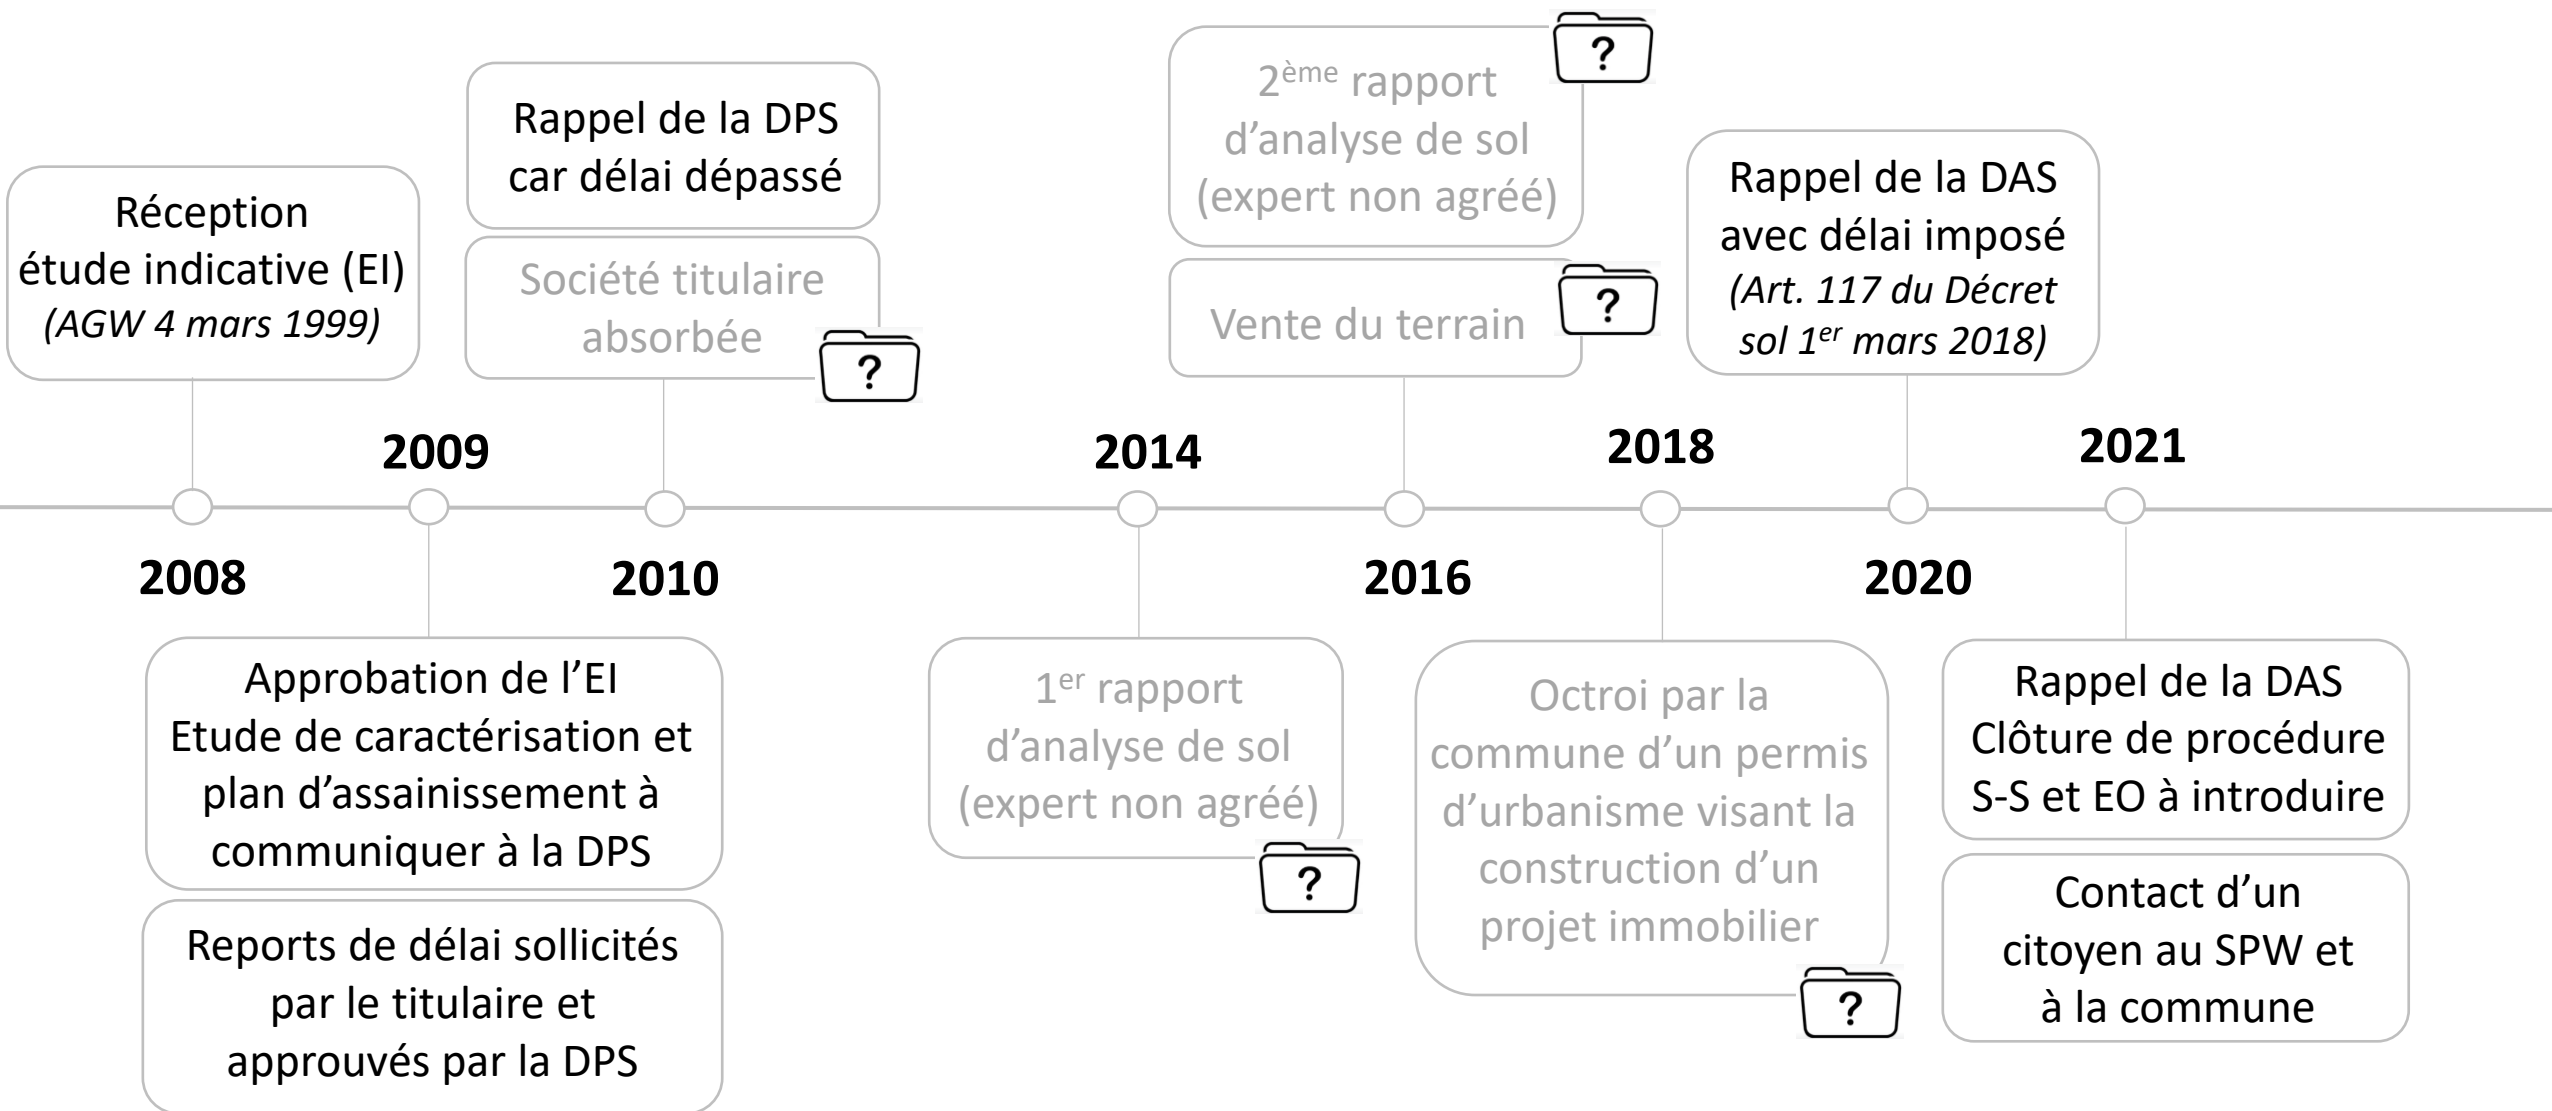 Réception
étude indicative (EI)
(AGW 4 mars 1999)
2008
2009
Approbation de l’EI
Etude de caractérisation et
plan d’assainissement à
communiquer à la DPS
Reports de délai sollicités
par le titulaire et
approuvés par la DPS
Rappel de la DPS
car délai dépassé
Société titulaire
absorbée
?
2010
2014
1er rapport
d’analyse de sol
(expert non agréé)
?
2ème rapport
d’analyse de sol
(expert non agréé)
?
Vente du terrain
?
2016
2018
Octroi par la
commune d’un permis
d’urbanisme visant la
construction d’un
projet immobilier
?
Rappel de la DAS
avec délai imposé
(Art. 117 du Décret
sol 1er mars 2018)
2020
2021
Rappel de la DAS
Clôture de procédure
S-S et EO à introduire
Contact d’un
citoyen au SPW et
à la commune